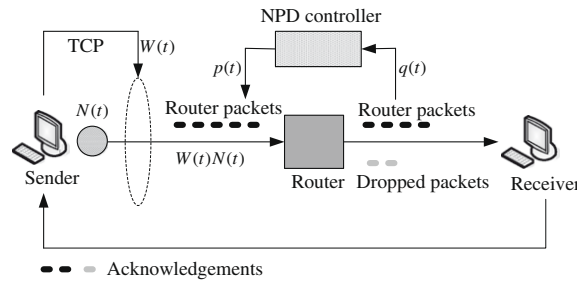 NPD controller
TCP
W(t)
p(t)
q(t)
N(t)
Router packets
Router packets
W(t)N(t)
Sender
Router
Dropped packets
Receiver
Acknowledgements